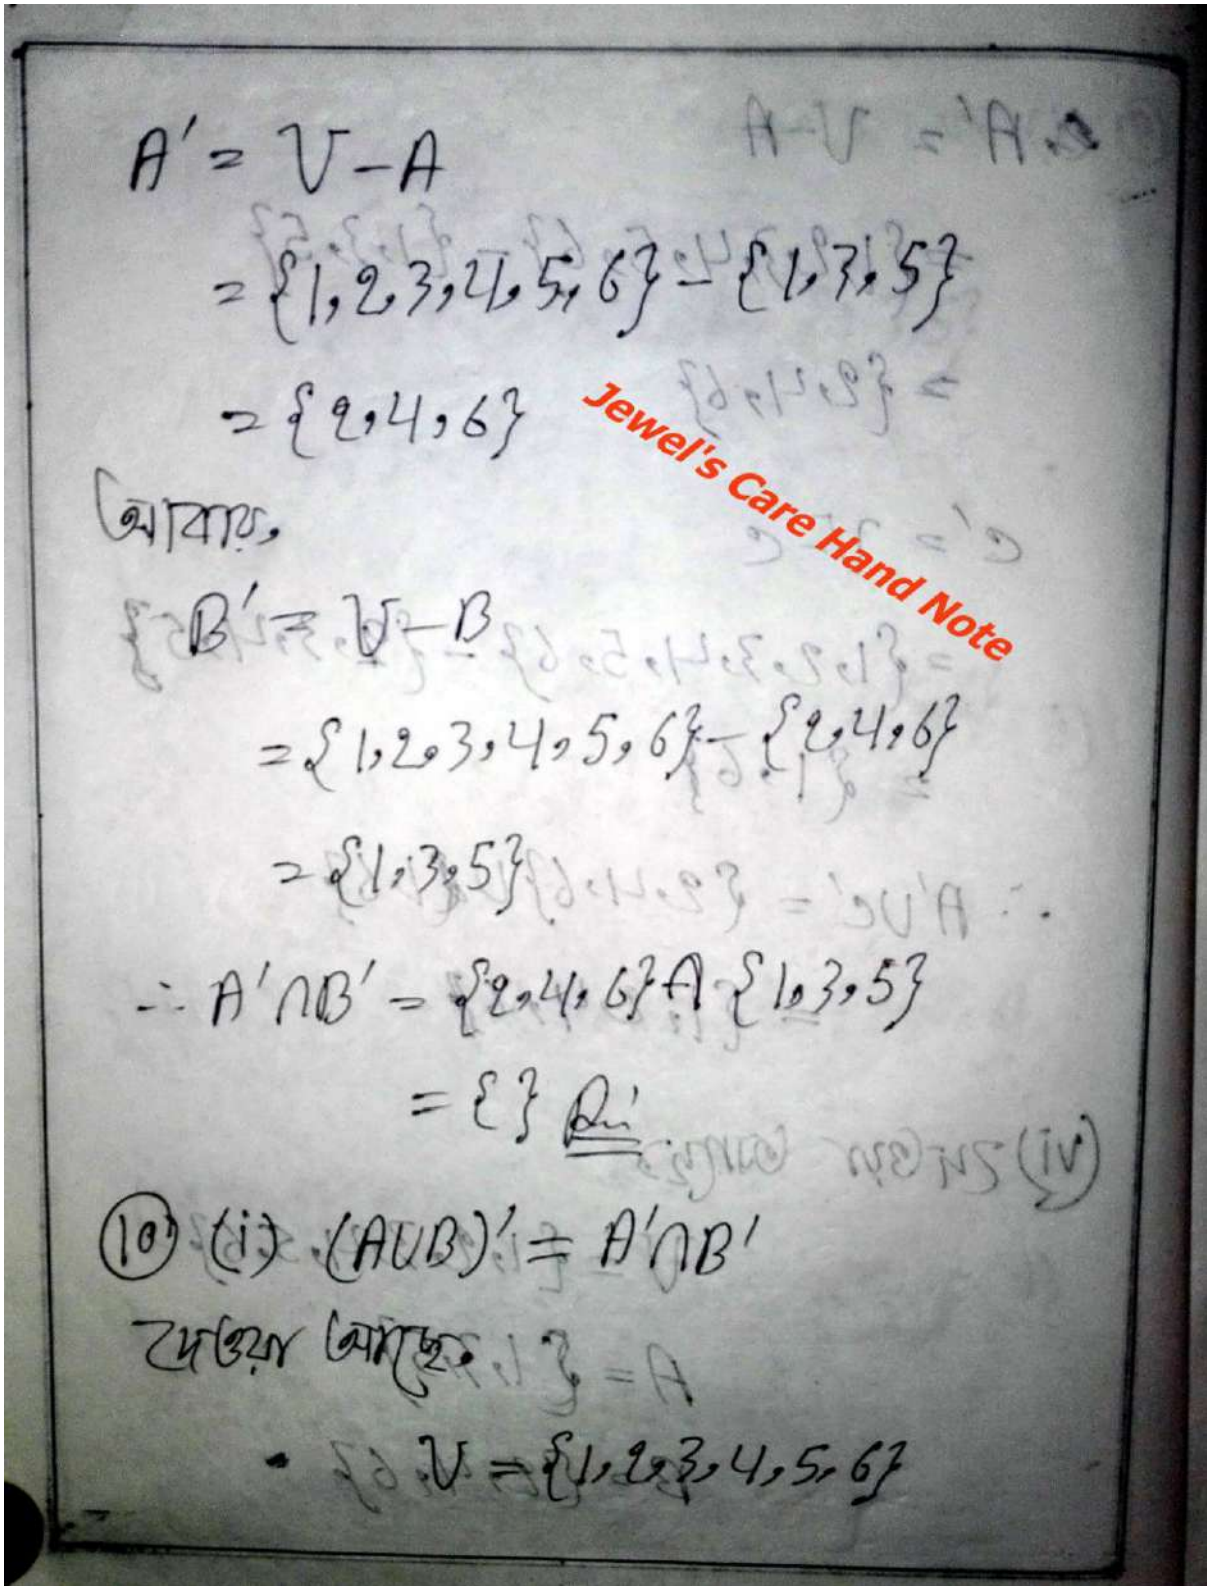 A' = U - A
= {1,2,3,4,5,6} - {1,3,5}
= {2,4,6}
Jewel's Care Hand Note
আবার,
B' = U - B
= {1,2,3,4,5,6} - {2,4,6}
= {1,3,5}
∴ A'∩B' = {2,4,6} ∩ {1,3,5}
= {}
10 (i) (A∪B)' = A'∩B'
দেওয়া আছে,
U = {1,2,3,4,5,6}